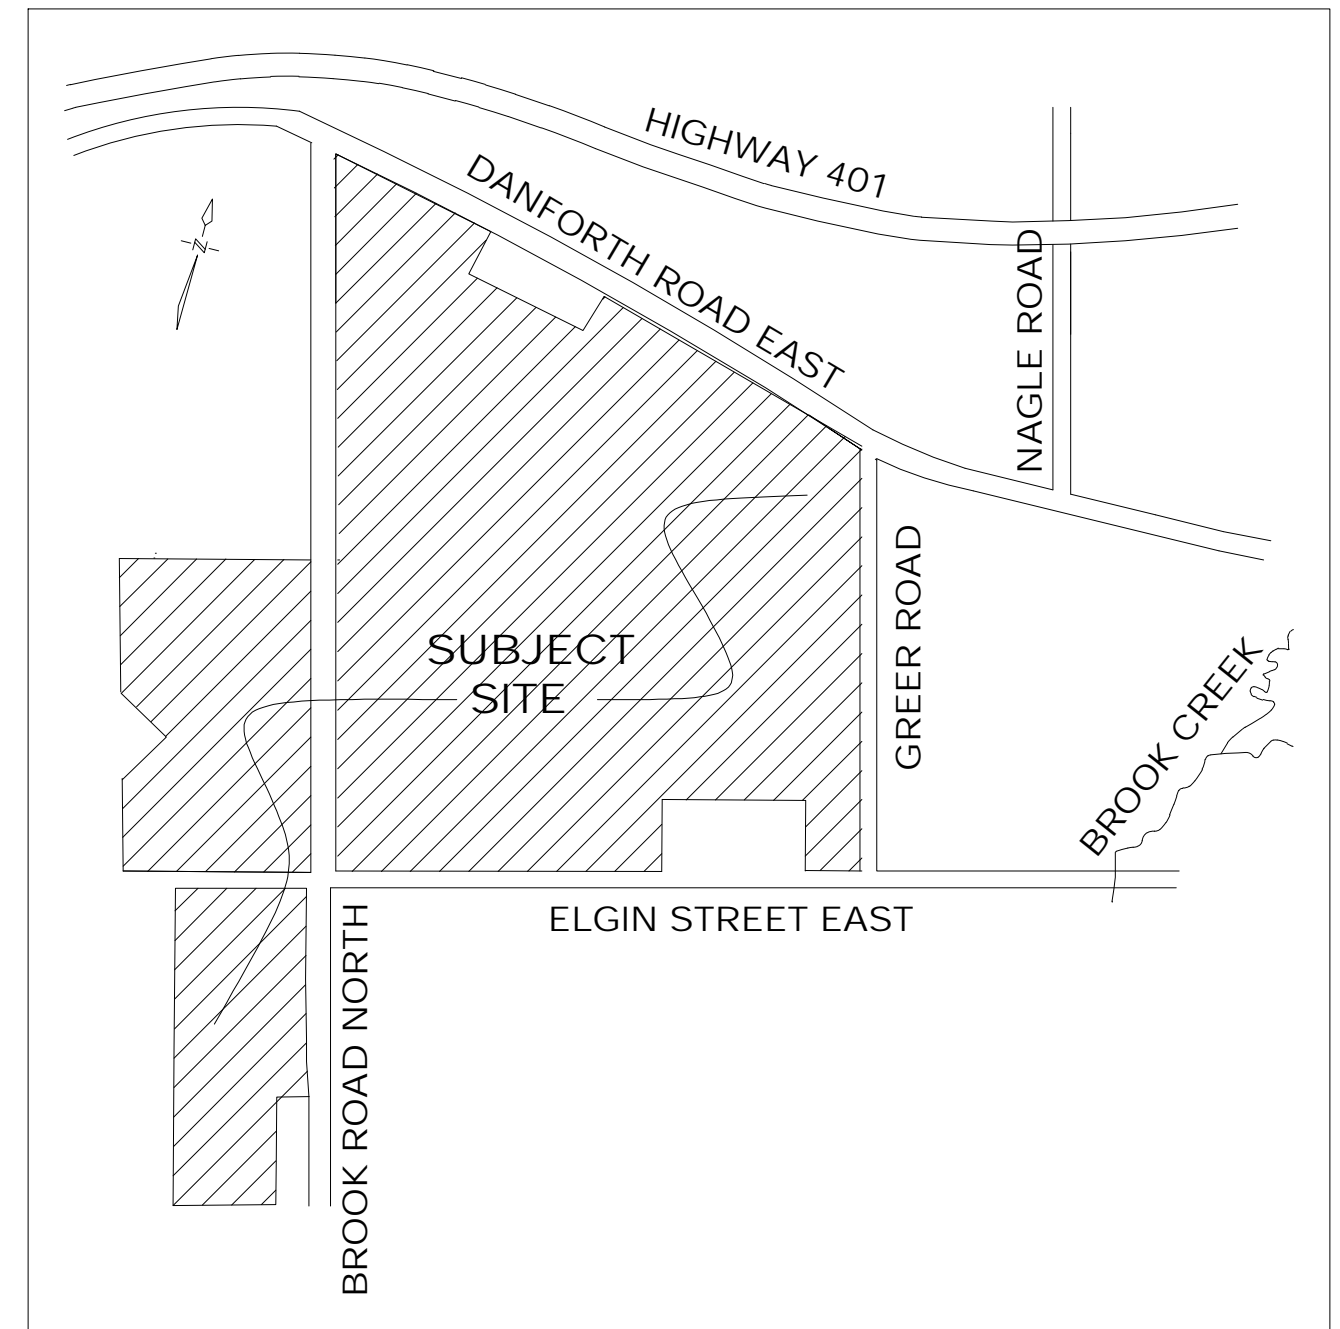 HIGHWAY 401
DANFORTH ROAD EAST
N
NAGLE ROAD
GREER ROAD
SUBJECT
SITE
BROOK CREEK
ELGIN STREET EAST
BROOK ROAD NORTH